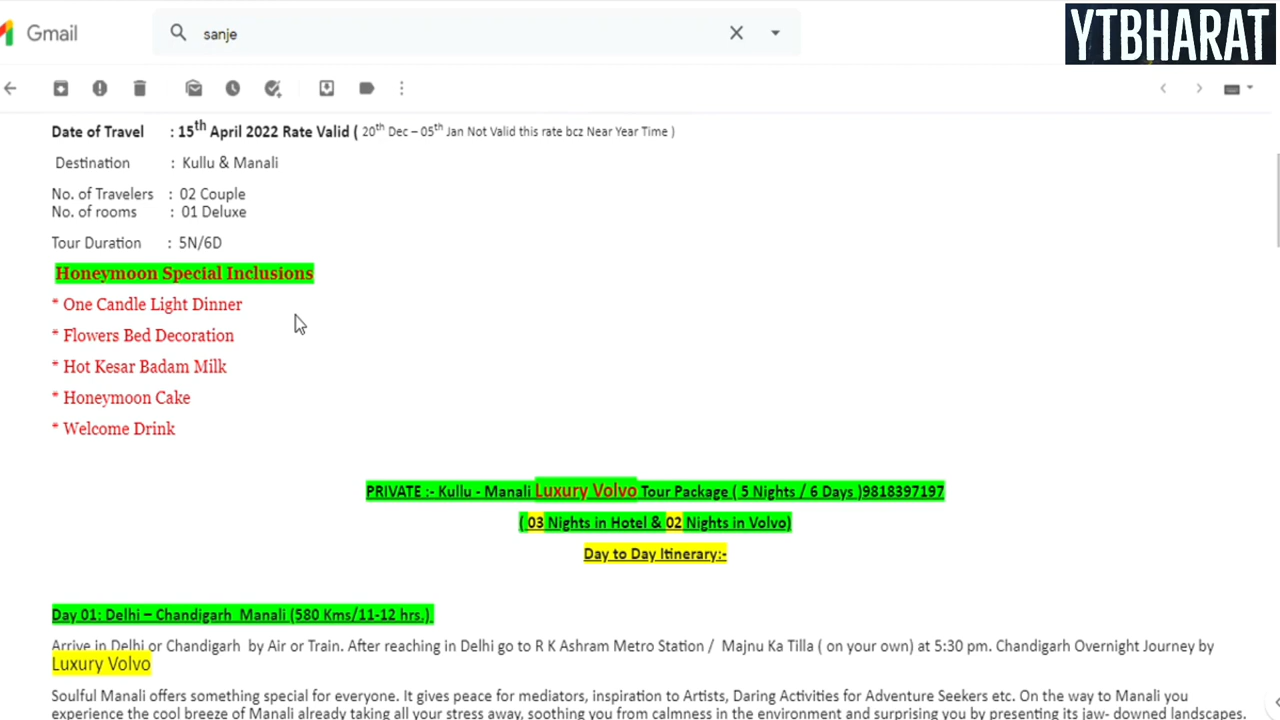 Gmail
sanje
YTBHARAT
Date of Travel : 15th April 2022 Rate Valid ( 20th Dec – 05th Jan Not Valid this rate bcz Near Year Time )
Destination : Kullu & Manali
No. of Travelers : 02 Couple
No. of rooms : 01 Deluxe
Tour Duration : 5N/6D
Honeymoon Special Inclusions
* One Candle Light Dinner
* Flowers Bed Decoration
* Hot Kesar Badam Milk
* Honeymoon Cake
* Welcome Drink
PRIVATE :- Kullu - Manali Luxury Volvo Tour Package ( 5 Nights / 6 Days )9818397197
( 03 Nights in Hotel & 02 Nights in Volvo)
Day to Day Itinerary:-
Day 01: Delhi – Chandigarh Manali (580 Kms/11-12 hrs.)
Arrive in Delhi or Chandigarh by Air or Train. After reaching in Delhi go to R K Ashram Metro Station / Majnu Ka Tilla ( on your own) at 5:30 pm. Chandigarh Overnight Journey by
Luxury Volvo
Soulful Manali offers something special for everyone. It gives peace for mediators, inspiration to Artists, Daring Activities for Adventure Seekers etc. On the way to Manali you
experience the cool breeze of Manali already taking all your stress away, soothing you from calmness in the environment and surprising you by presenting its jaw- downed landscapes.